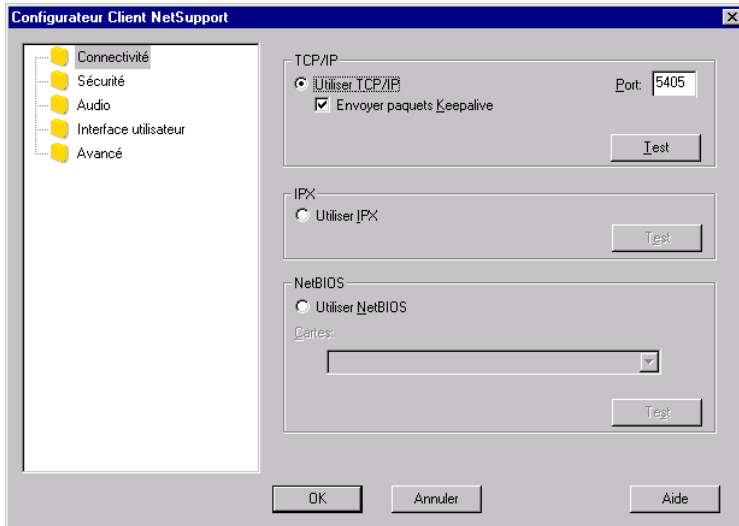 Configurateur Client NetSupport
Connectivité
Sécurité
Audio
Interface utilisateur
Avancé
TCP/IP
Utiliser TCP/IP
Port: 5405
Envoyer paquets Keepalive
Test
IPX
Utiliser IPX
Test
NetBIOS
Utiliser NetBIOS
Cartes:
Test
OK Annuler Aide